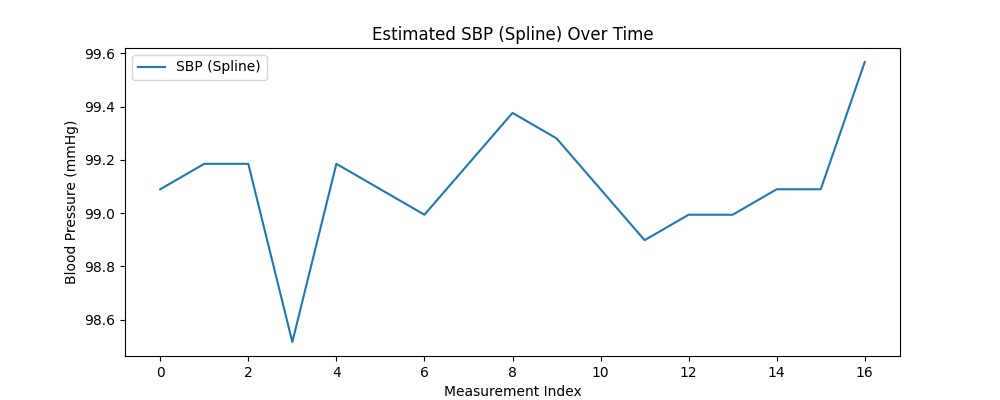 Estimated SBP (Spline) Over Time
SBP (Spline)
Blood Pressure (mmHg)
99.6
99.4
99.2
99.0
98.8
98.6
0 2 4 6 8 10 12 14 16
Measurement Index